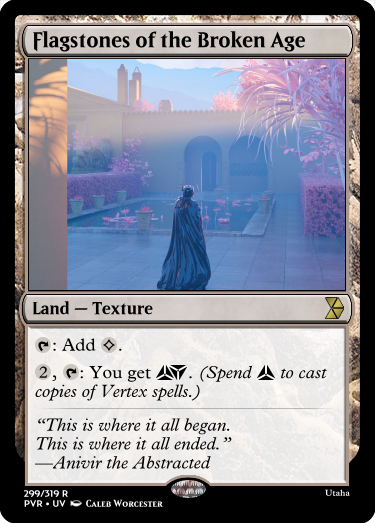 Flagstones of the Broken Age
Land — Texture
: Add .
2, : You get . (Spend to cast
copies of Vertex spells.)
“This is where it all began.
This is where it all ended.”
—Anivir the Abstracted
299/319 R
Utaha
PVR • UV Caleb Worcester